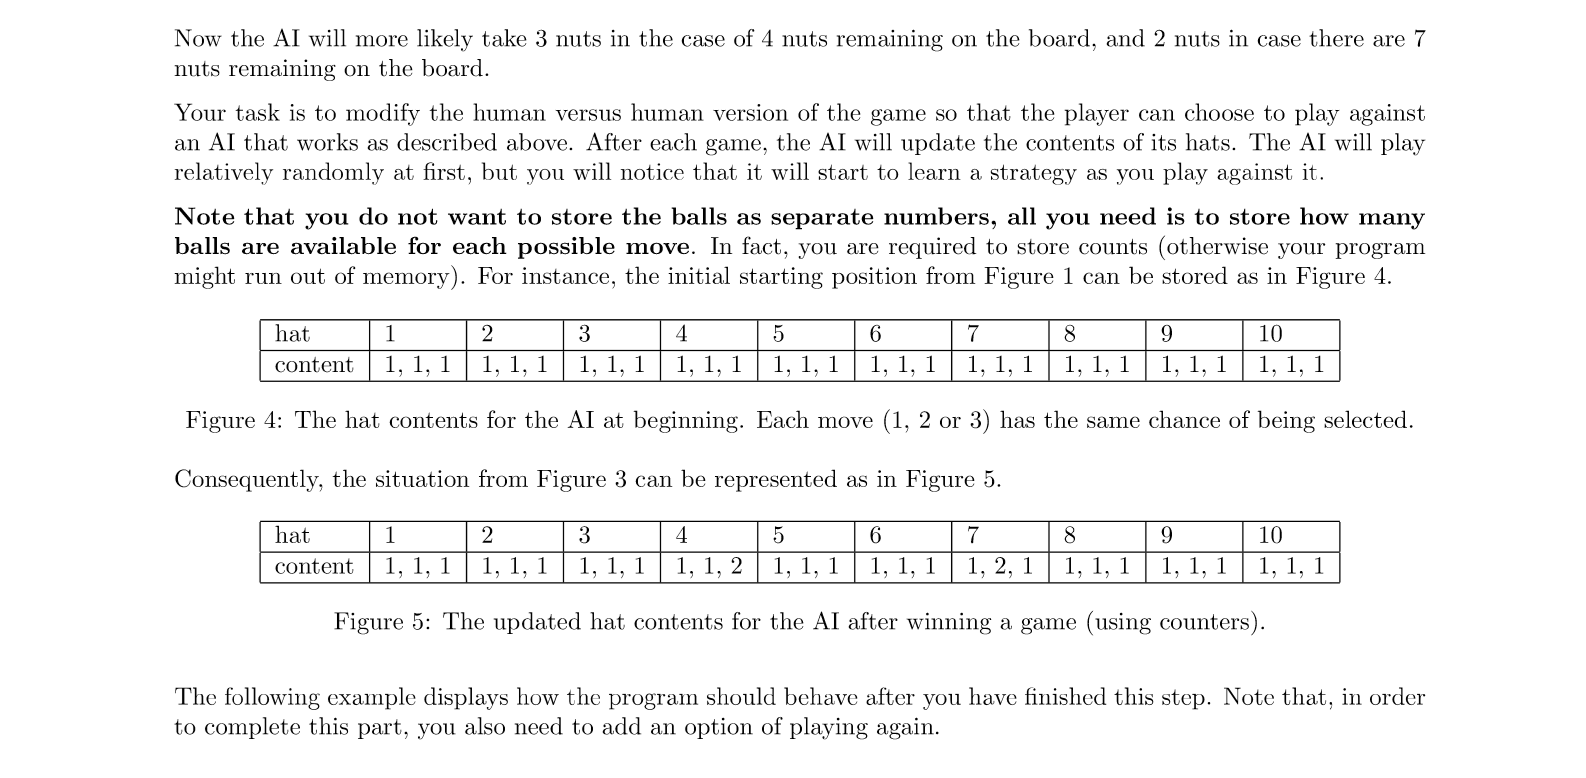 Now the AI will more likely take 3 nuts in the case of 4 nuts remaining on the board, and 2 nuts in case there are 7
nuts remaining on the board.
Your task is to modify the human versus human version of the game so that the player can choose to play against
an AI that works as described above. After each game, the AI will update the contents of its hats. The AI will play
relatively randomly at first, but you will notice that it will start to learn a strategy as you play against it.
Note that you do not want to store the balls as separate numbers, all you need is to store how many
balls are available for each possible move. In fact, you are required to store counts (otherwise your program
might run out of memory). For instance, the initial starting position from Figure 1 can be stored as in Figure 4.
hat 1 2 3 4 5 6 7 8 9 10
content 1, 1, 1 1, 1, 1 1, 1, 1 1, 1, 1 1, 1, 1 1, 1, 1 1, 1, 1 1, 1, 1 1, 1, 1 1, 1, 1
Figure 4: The hat contents for the AI at beginning. Each move (1, 2 or 3) has the same chance of being selected.
Consequently, the situation from Figure 3 can be represented as in Figure 5.
hat 1 2 3 4 5 6 7 8 9 10
content 1, 1, 1 1, 1, 1 1, 1, 1 1, 1, 2 1, 1, 1 1, 1, 1 1, 2, 1 1, 1, 1 1, 1, 1 1, 1, 1
Figure 5: The updated hat contents for the AI after winning a game (using counters).
The following example displays how the program should behave after you have finished this step. Note that, in order
to complete this part, you also need to add an option of playing again.